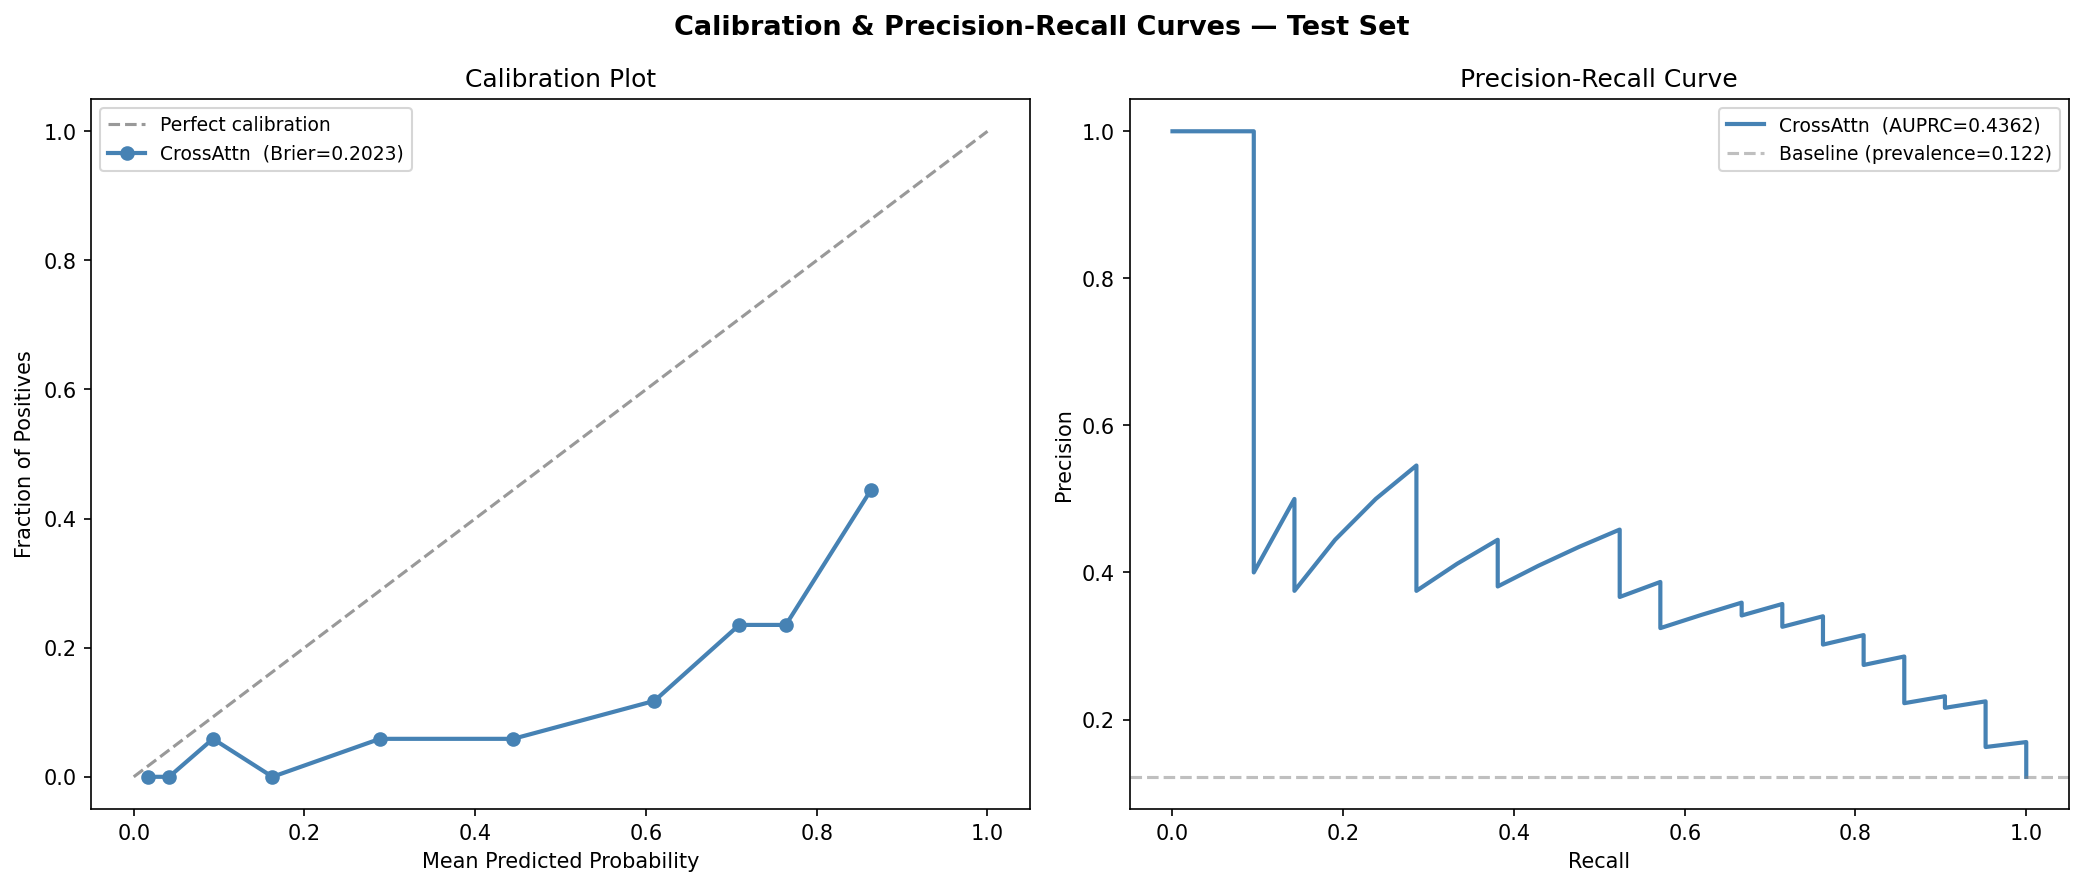 Calibration & Precision-Recall Curves — Test Set
Calibration Plot
Perfect calibration
CrossAttn (Brier=0.2023)
1.0
0.8
0.6
0.4
0.2
0.0
Fraction of Positives
0.0 0.2 0.4 0.6 0.8 1.0
Mean Predicted Probability
Precision-Recall Curve
CrossAttn (AUPRC=0.4362)
Baseline (prevalence=0.122)
1.0
0.8
0.6
0.4
0.2
Precision
0.0 0.2 0.4 0.6 0.8 1.0
Recall